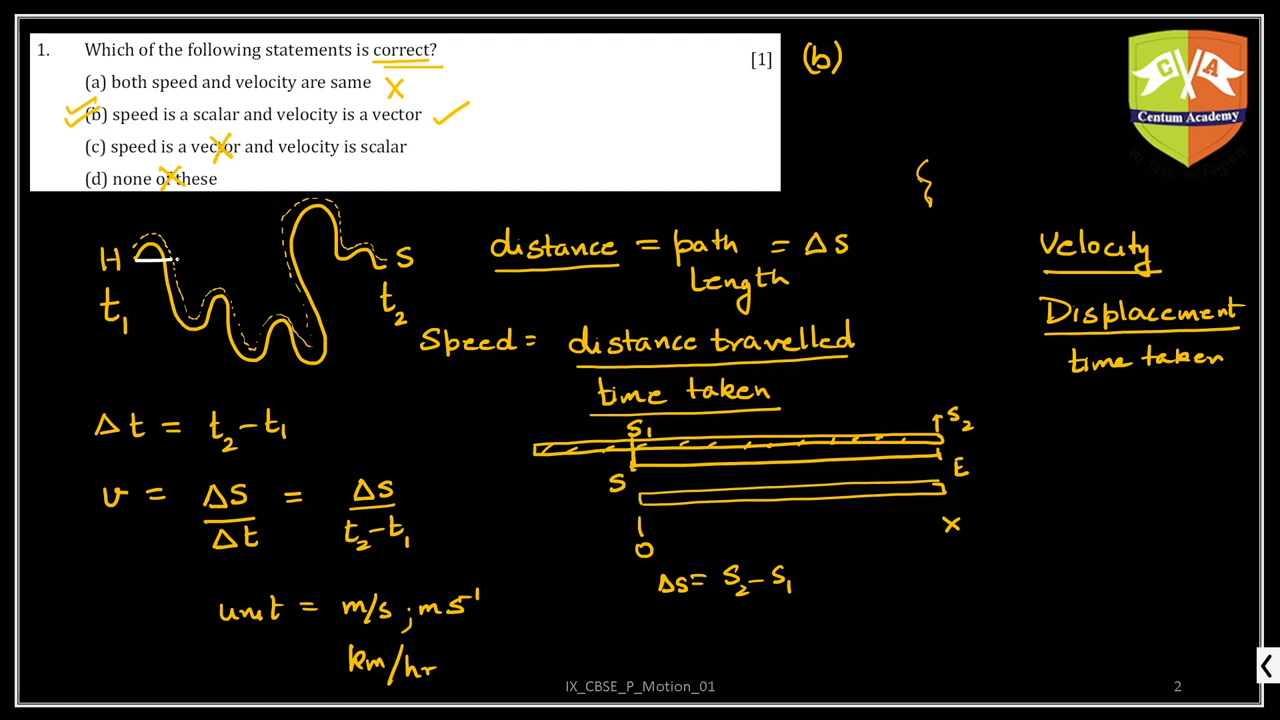 1. Which of the following statements is correct?
[1]
(a) both speed and velocity are same
(b) speed is a scalar and velocity is a vector
(c) speed is a vector and velocity is scalar
(d) none of these
(b)
C A
Centum Academy
H
S
t₁
t₂
distance = path Length = Δs
Speed = distance travelled
time taken
Velocity
Displacement
time taken
Δt = t₂ - t₁
v = Δs/Δt = Δs/t₂-t₁
unit = m/s ; ms⁻¹
km/hr
S₁
S₂
S
E
0
x
Δs = S₂ - S₁
IX_CBSE_P_Motion_01
2